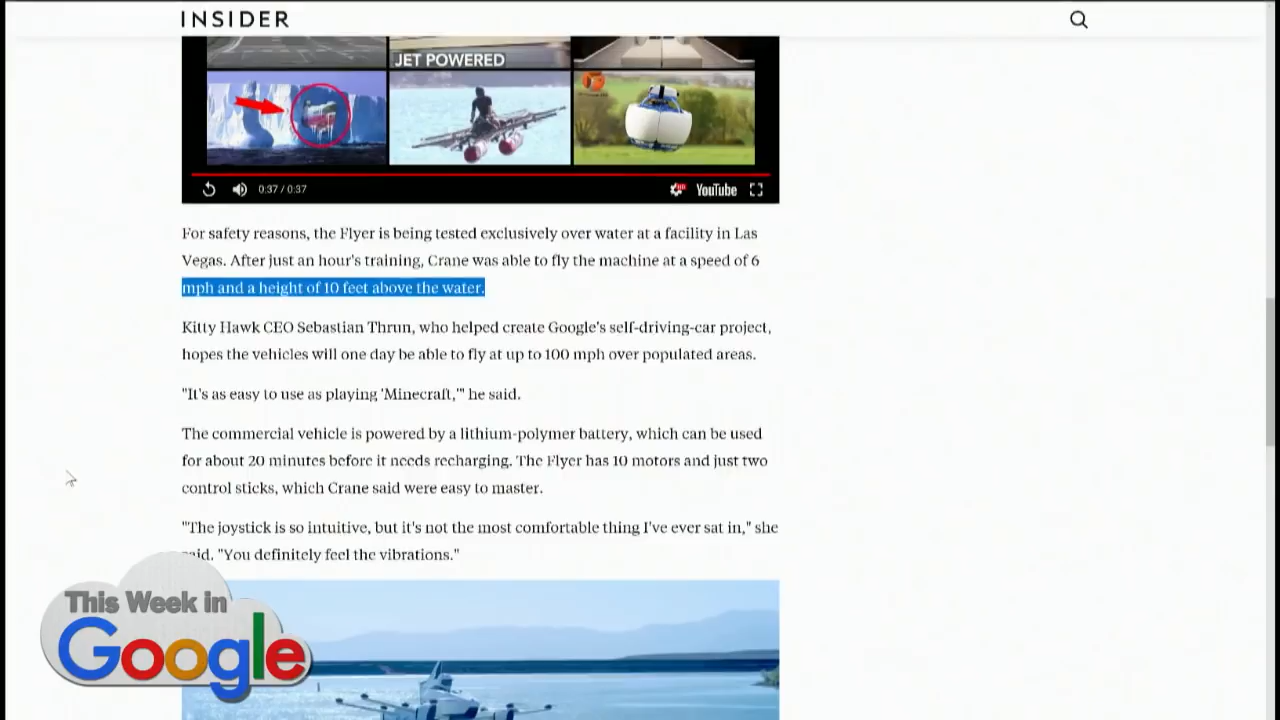 INSIDER
JET POWERED
0:37 / 0:37
HD
YouTube
For safety reasons, the Flyer is being tested exclusively over water at a facility in Las
Vegas. After just an hour's training, Crane was able to fly the machine at a speed of 6
mph and a height of 10 feet above the water.
Kitty Hawk CEO Sebastian Thrun, who helped create Google's self-driving-car project,
hopes the vehicles will one day be able to fly at up to 100 mph over populated areas.
"It's as easy to use as playing 'Minecraft,'" he said.
The commercial vehicle is powered by a lithium-polymer battery, which can be used
for about 20 minutes before it needs recharging. The Flyer has 10 motors and just two
control sticks, which Crane said were easy to master.
"The joystick is so intuitive, but it's not the most comfortable thing I've ever sat in," she
said. "You definitely feel the vibrations."
This Week in
Google